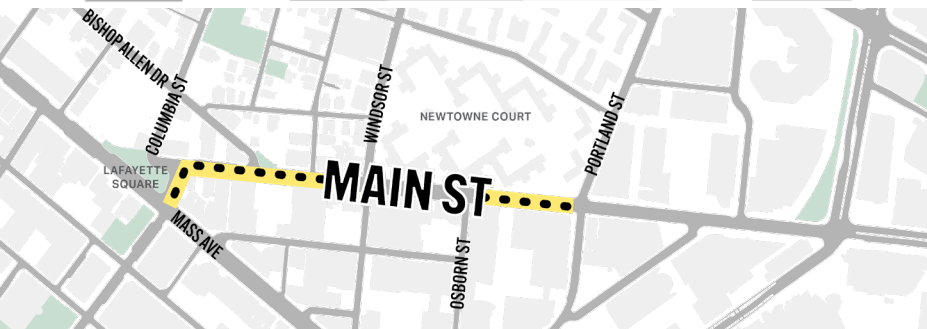 BISHOP ALLEN DR
COLUMBIA ST
WINDSOR ST
NEWTOWNE COURT
PORTLAND ST
LAFAYETTE
SQUARE
MAIN ST
MASS AVE
OSBORN ST